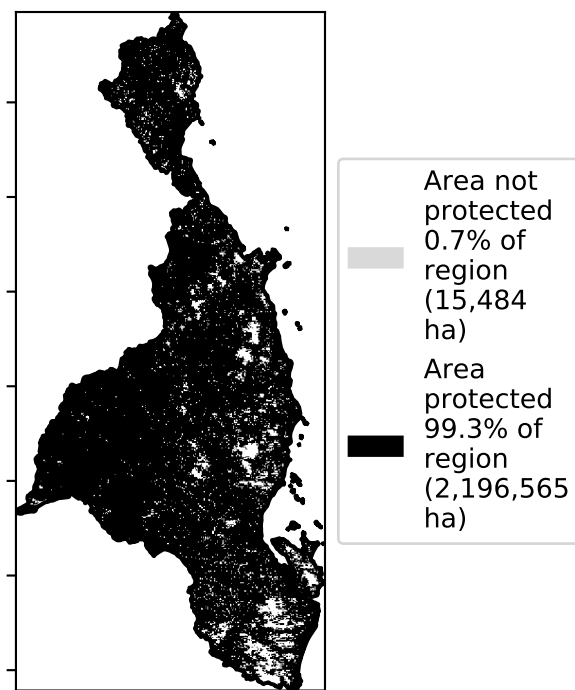 Area not
protected
0.7% of
region
(15,484
ha)
Area
protected
99.3% of
region
(2,196,565
ha)